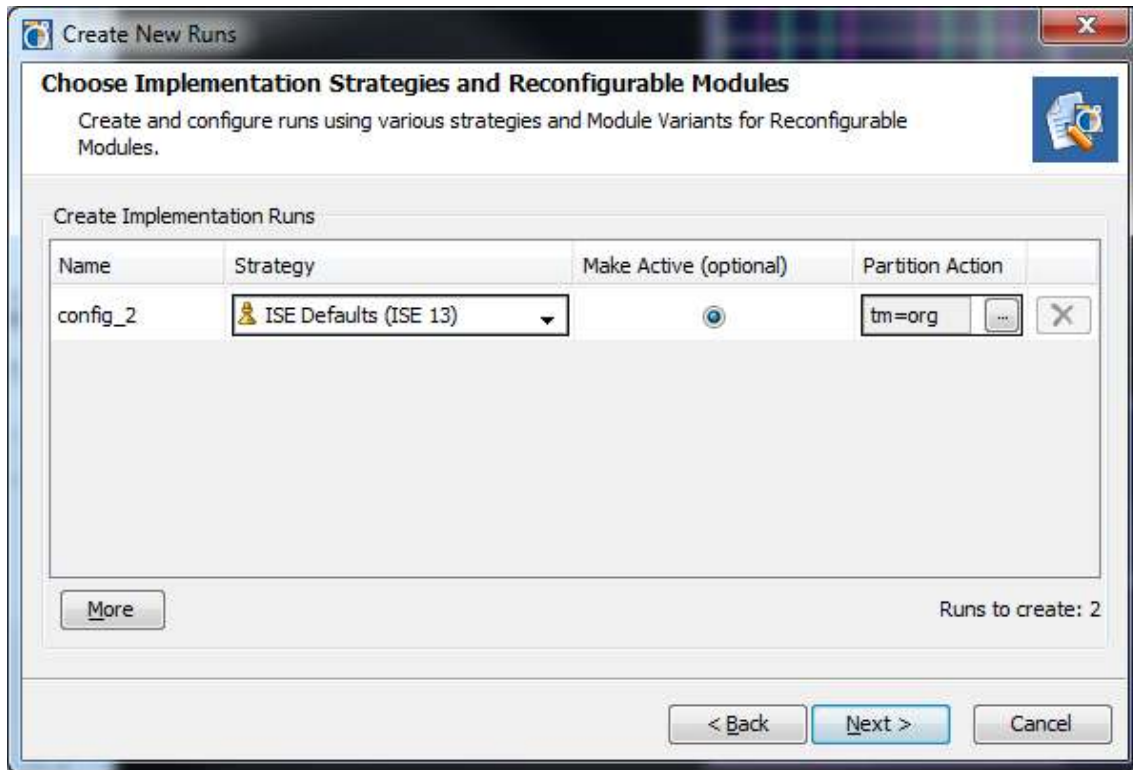 Create New Runs
Choose Implementation Strategies and Reconfigurable Modules
Create and configure runs using various strategies and Module Variants for Reconfigurable
Modules.
Create Implementation Runs
Name Strategy Make Active (optional) Partition Action
config_2 ISE Defaults (ISE 13) tm=org ...
More Runs to create: 2
< Back Next > Cancel